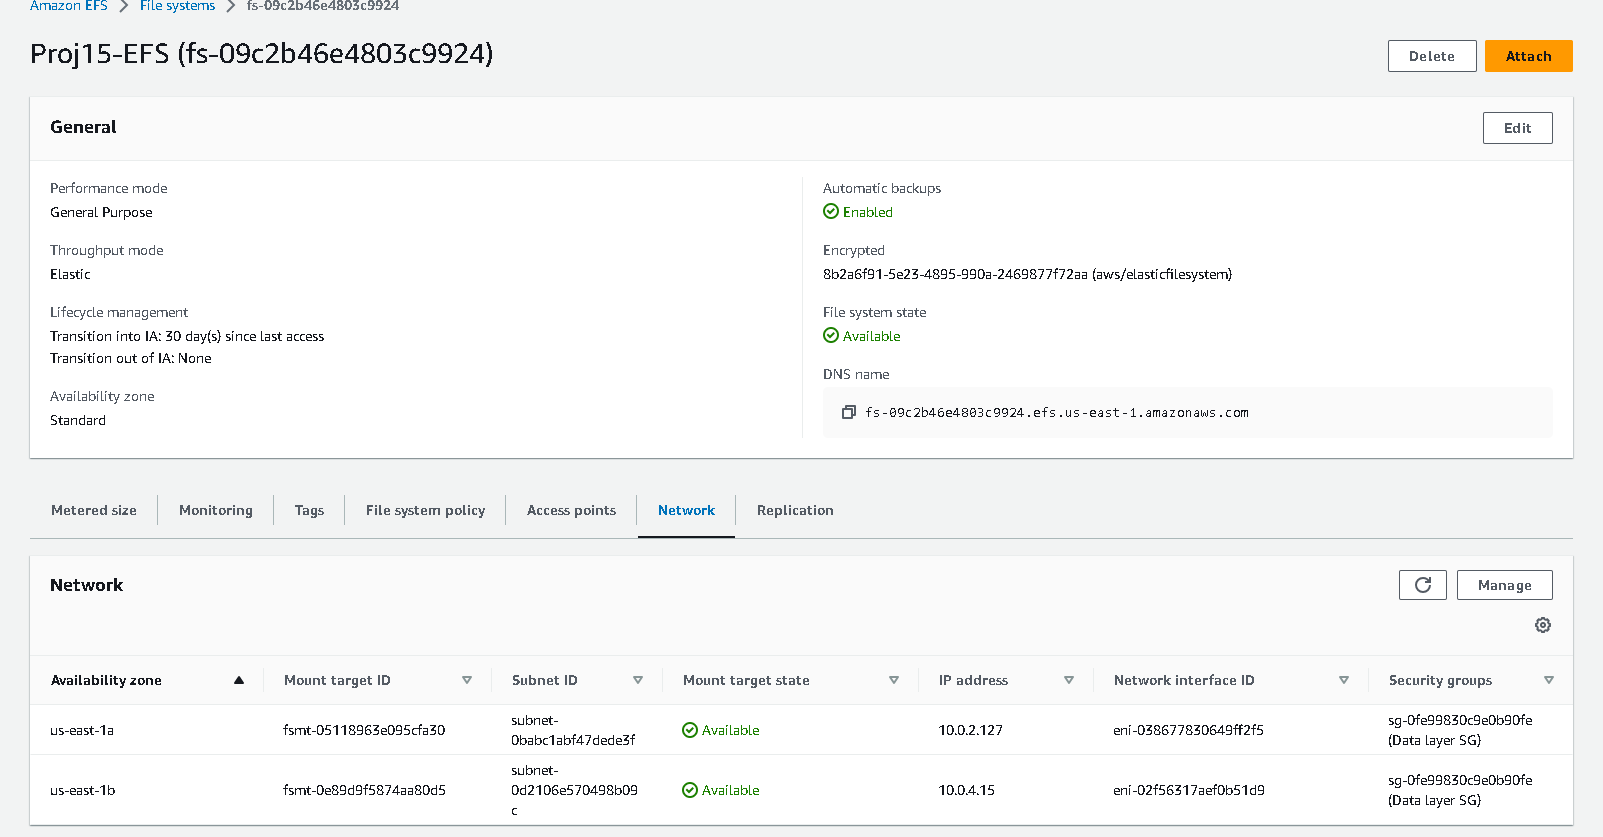 Amazon EFS > File systems > fs-09c2b46e4803c9924
Proj15-EFS (fs-09c2b46e4803c9924)
Delete
Attach
General
Edit
Performance mode
General Purpose
Throughput mode
Elastic
Lifecycle management
Transition into IA: 30 day(s) since last access
Transition out of IA: None
Availability zone
Standard
Automatic backups
Enabled
Encrypted
8b2a6f91-5e23-4895-990a-2469877f72aa (aws/elasticfilesystem)
File system state
Available
DNS name
fs-09c2b46e4803c9924.efs.us-east-1.amazonaws.com
Metered size
Monitoring
Tags
File system policy
Access points
Network
Replication
Network
Manage
Availability zone
Mount target ID
Subnet ID
Mount target state
IP address
Network interface ID
Security groups
us-east-1a
fsmt-05118963e095cfa30
subnet-
0babc1abf47dede3f
Available
10.0.2.127
eni-038677830649ff2f5
sg-0fe99830c9e0b90fe
(Data layer SG)
us-east-1b
fsmt-0e89d9f5874aa80d5
subnet-
0d2106e570498b09
c
Available
10.0.4.15
eni-02f56317aef0b51d9
sg-0fe99830c9e0b90fe
(Data layer SG)